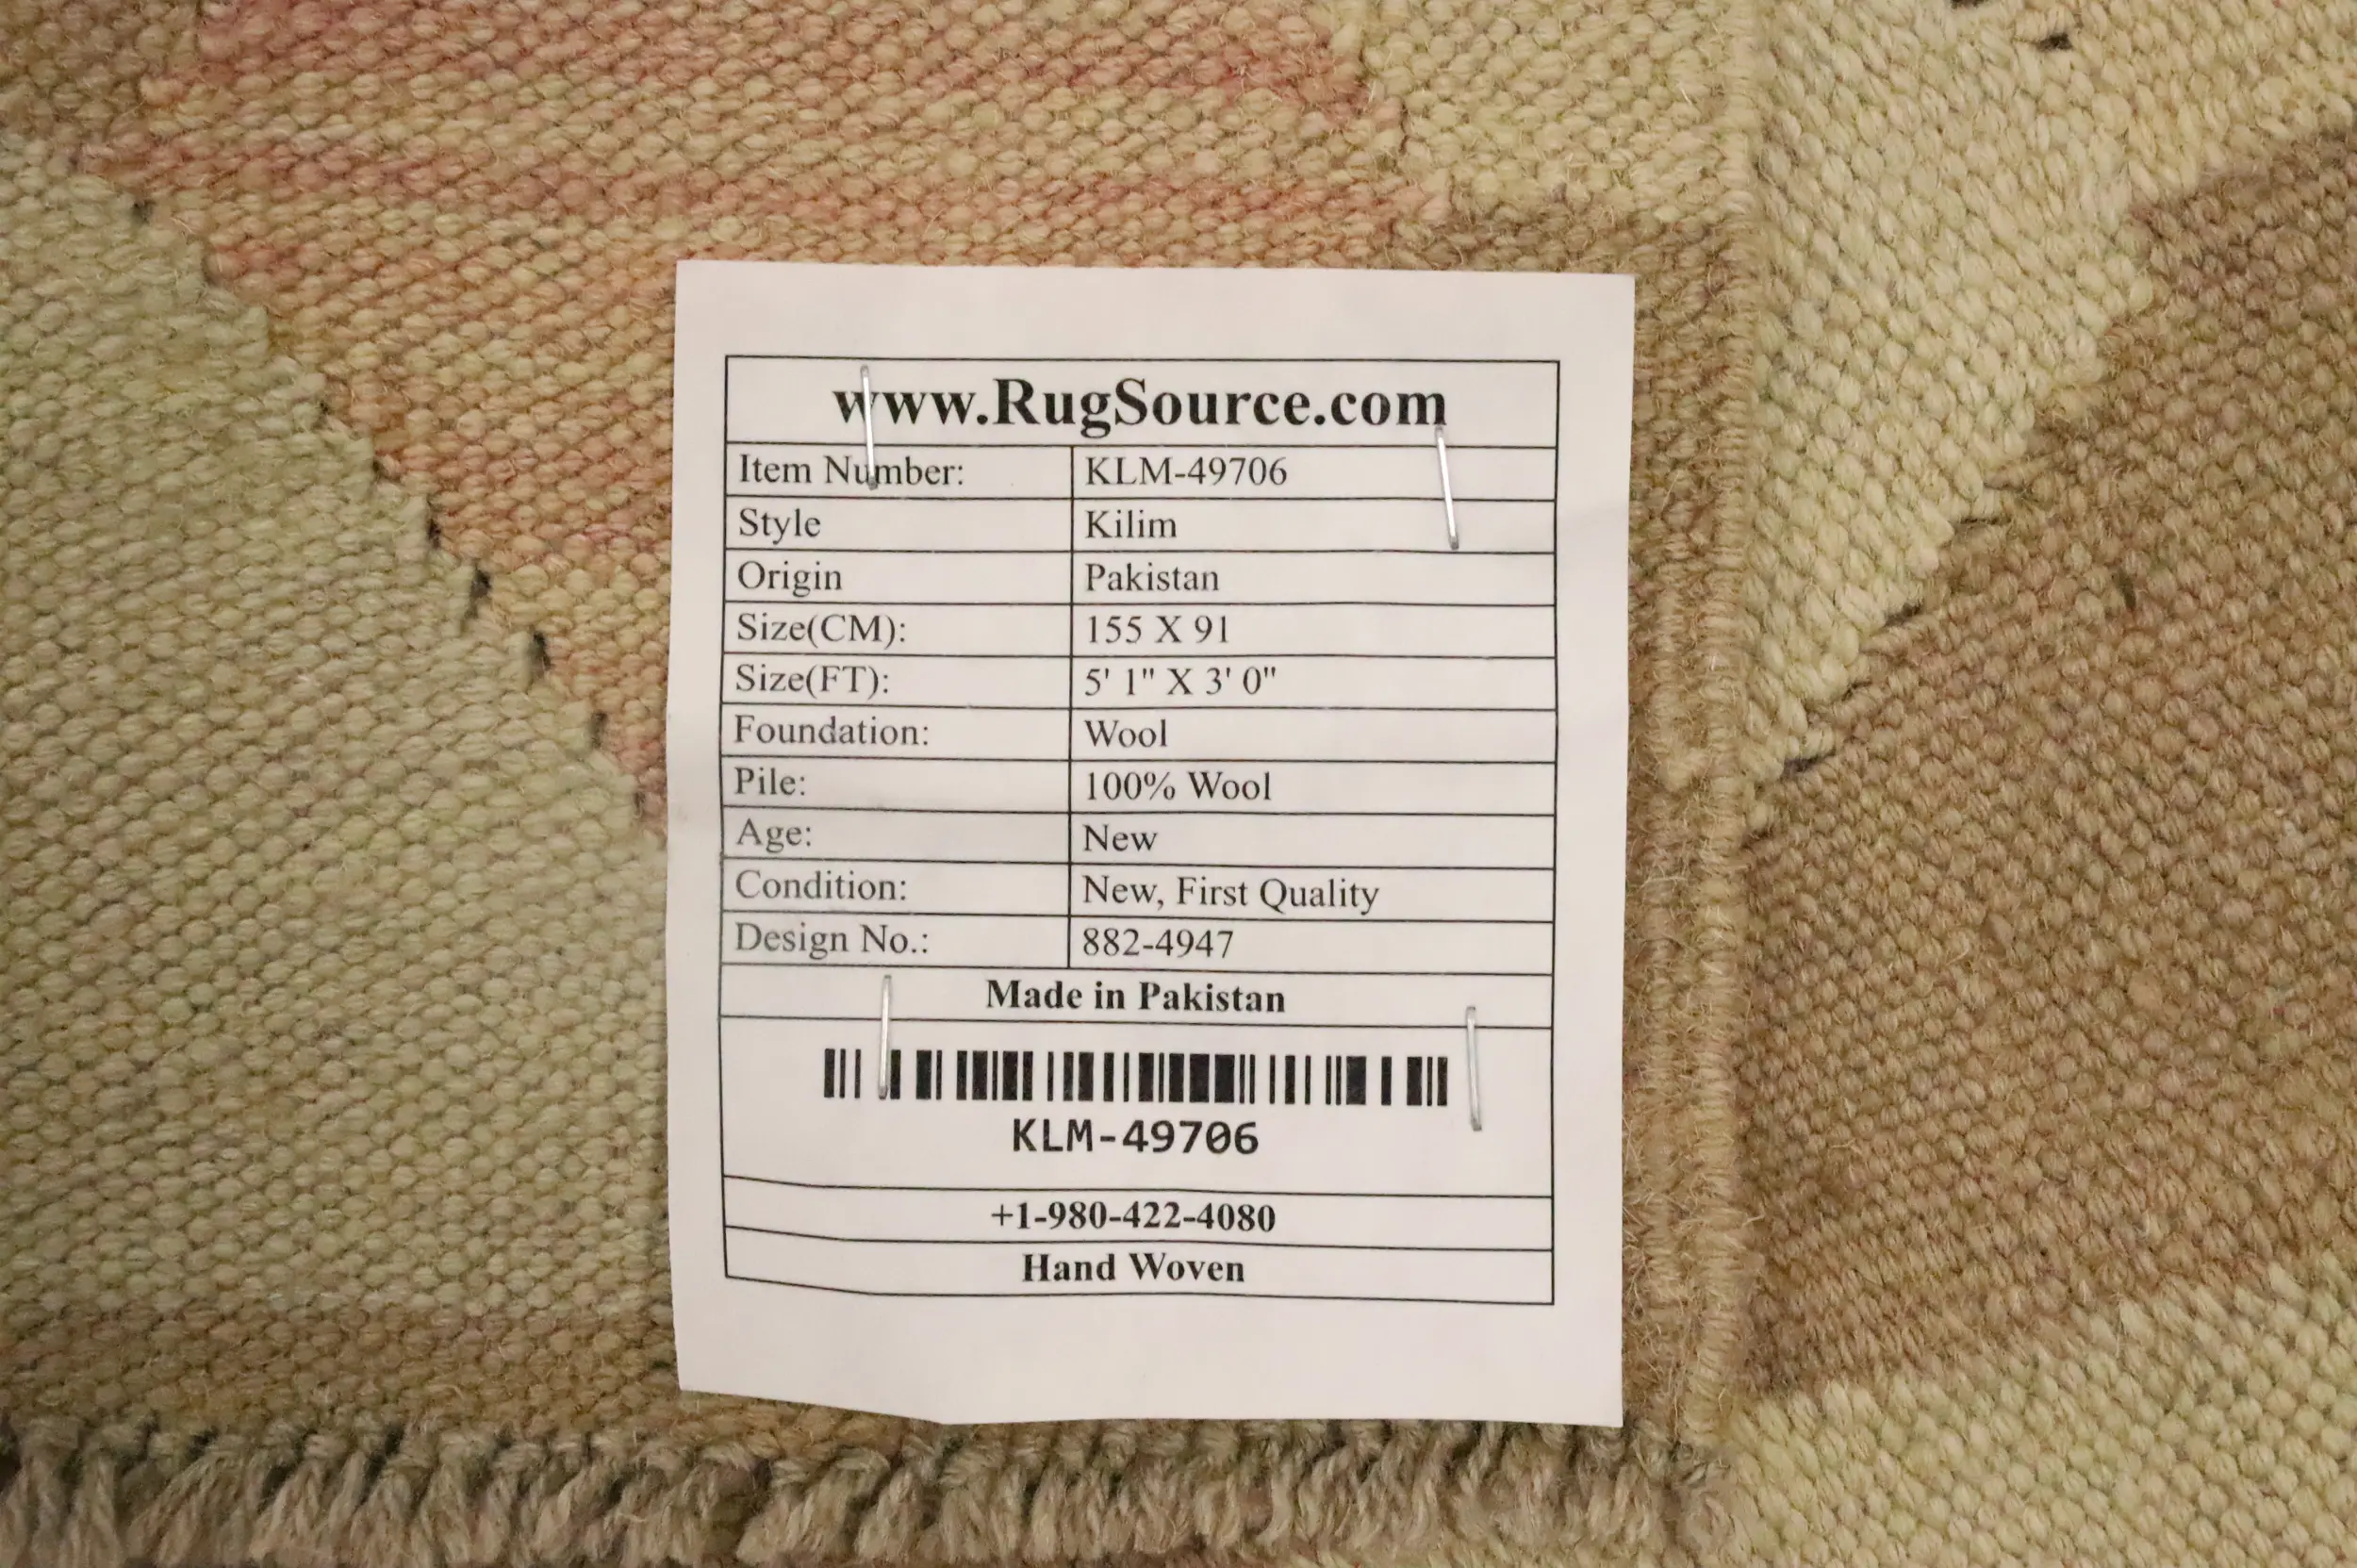 www.RugSource.com
Item Number: KLM-49706
Style Kilim
Origin Pakistan
Size(CM): 155 X 91
Size(FT): 5' 1" X 3' 0"
Foundation: Wool
Pile: 100% Wool
Age: New
Condition: New, First Quality
Design No.: 882-4947
Made in Pakistan
KLM-49706
+1-980-422-4080
Hand Woven